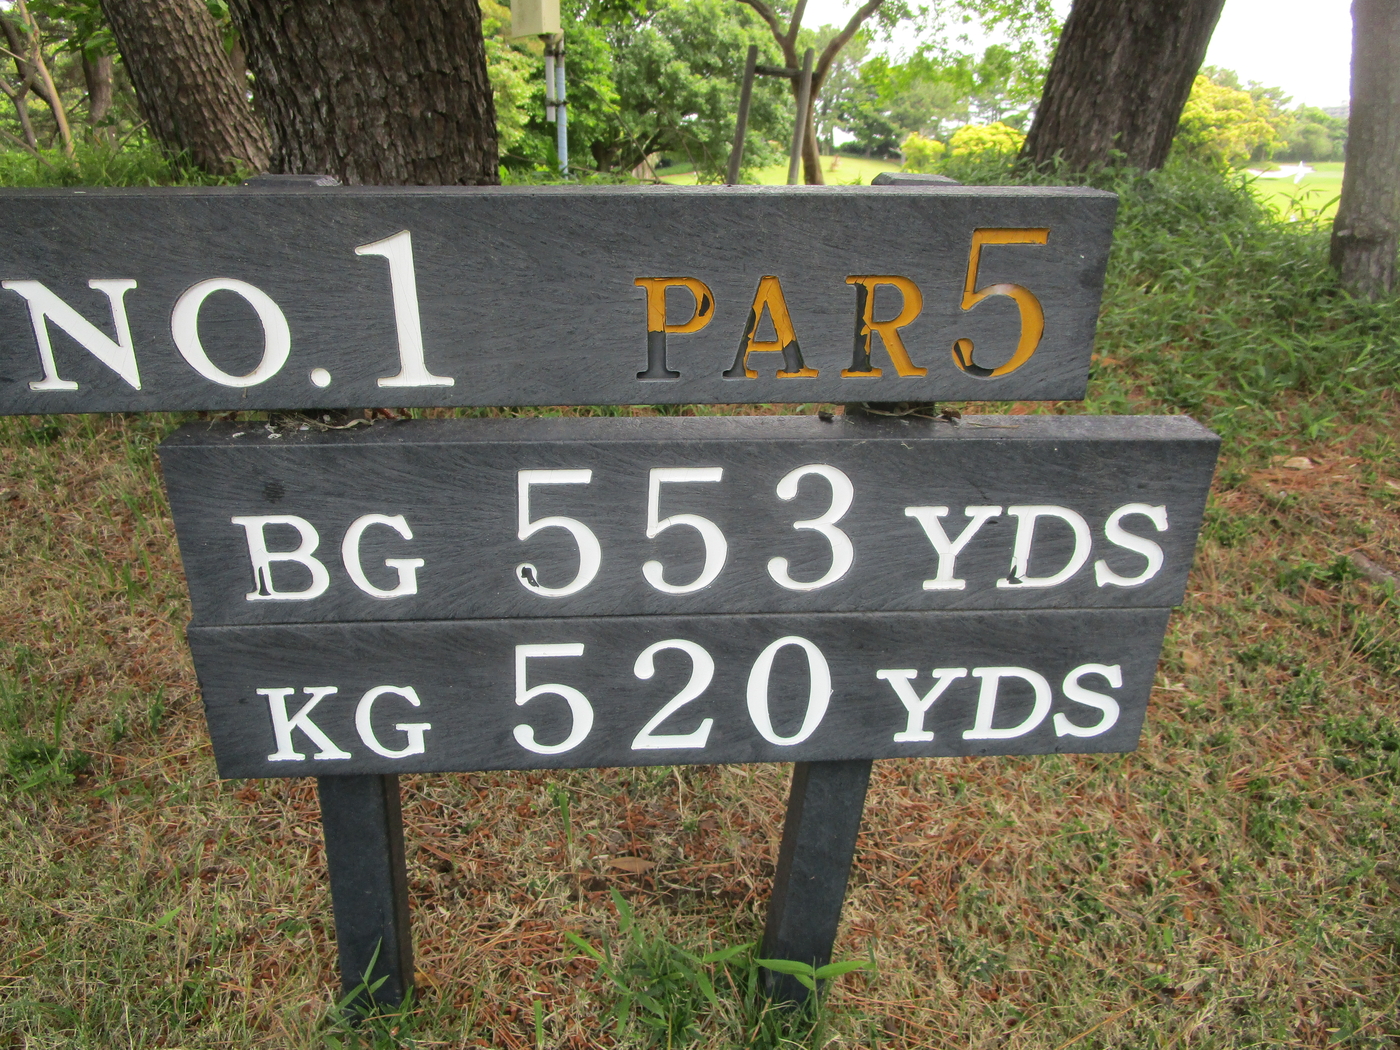 NO.1 PAR5
BG 553 YDS
KG 520 YDS